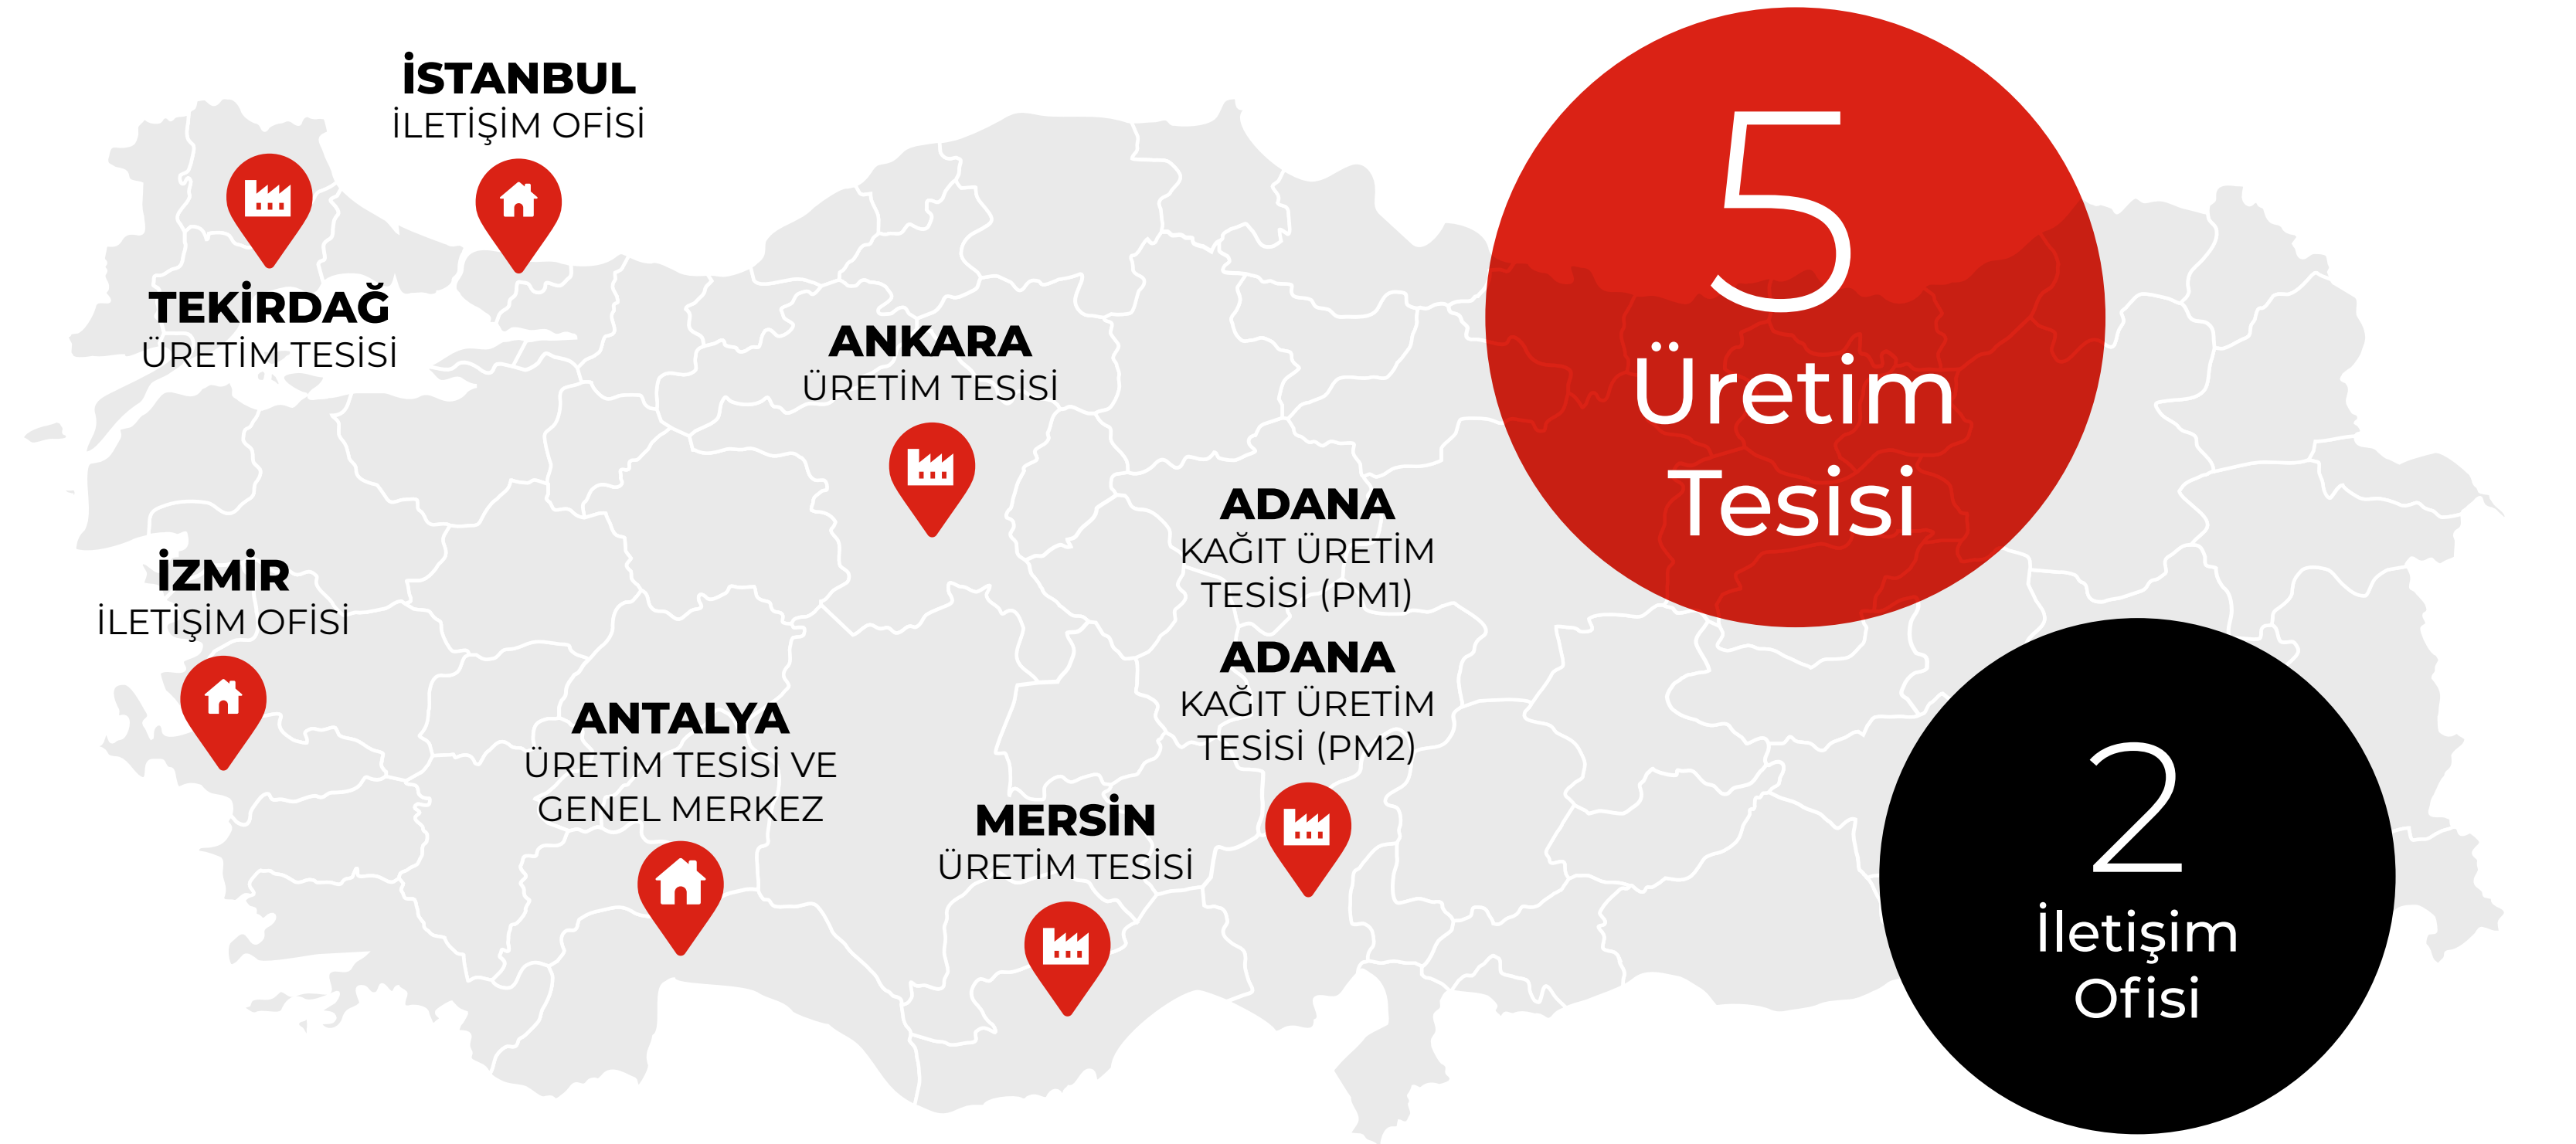 İSTANBUL
İLETİŞİM OFİSİ
TEKİRDAĞ
ÜRETİM TESİSİ
ANKARA
ÜRETİM TESİSİ
İZMİR
İLETİŞİM OFİSİ
ANTALYA
ÜRETİM TESİSİ VE
GENEL MERKEZ
MERSİN
ÜRETİM TESİSİ
ADANA
KAĞIT ÜRETİM
TESİSİ (PM1)
ADANA
KAĞIT ÜRETİM
TESİSİ (PM2)
5
Üretim
Tesisi
2
İletişim
Ofisi